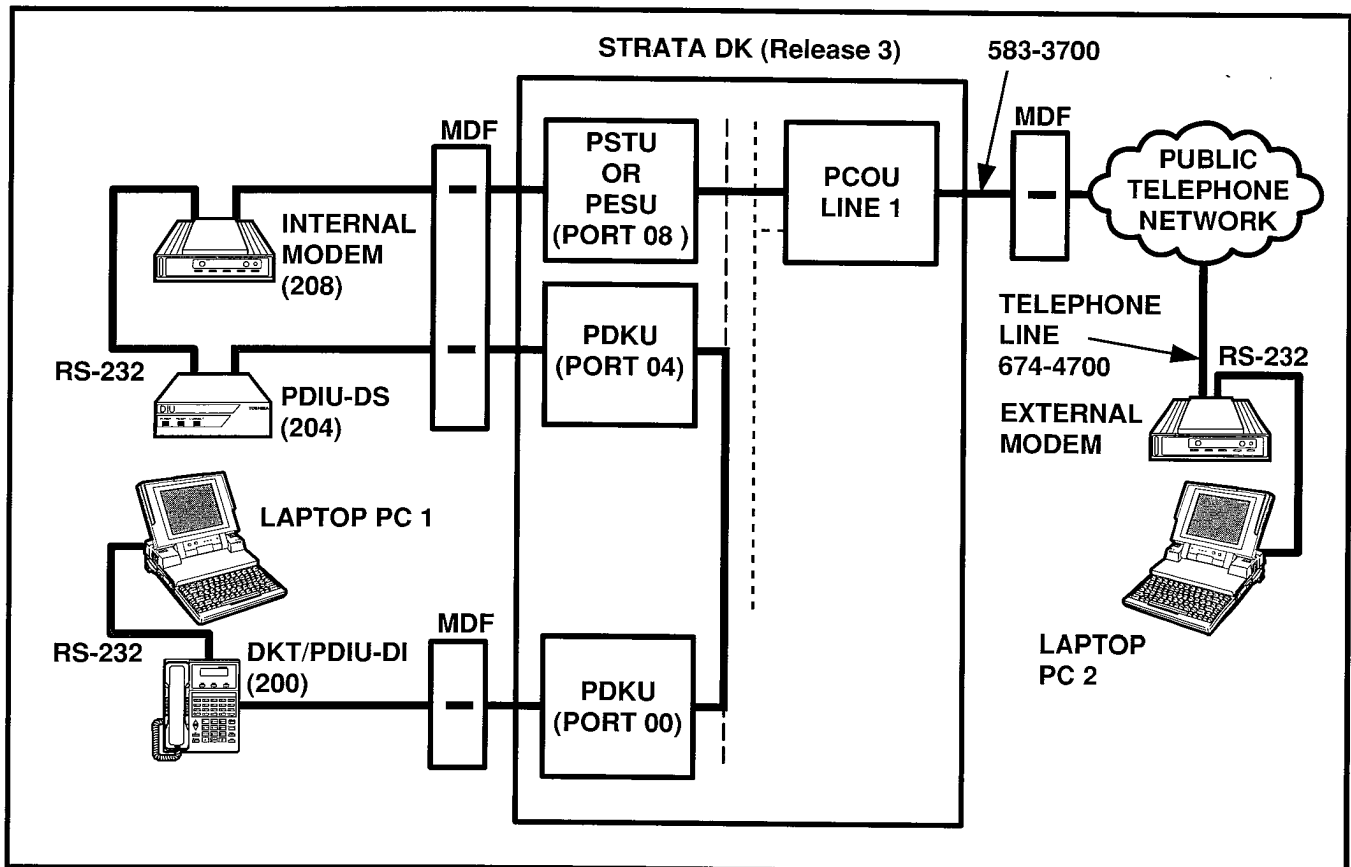 STRATA DK (Release 3)
583-3700
MDF
MDF
PSTU
OR
PESU
(PORT 08 )
PCOU
LINE 1
PUBLIC
TELEPHONE
NETWORK
INTERNAL
MODEM
(208)
PDKU
(PORT 04)
TELEPHONE
LINE
674-4700
RS-232
RS-232
PDIU-DS
(204)
DIU
TOSHIBA
EXTERNAL
MODEM
LAPTOP PC 1
MDF
RS-232
DKT/PDIU-DI
(200)
PDKU
(PORT 00)
LAPTOP
PC 2